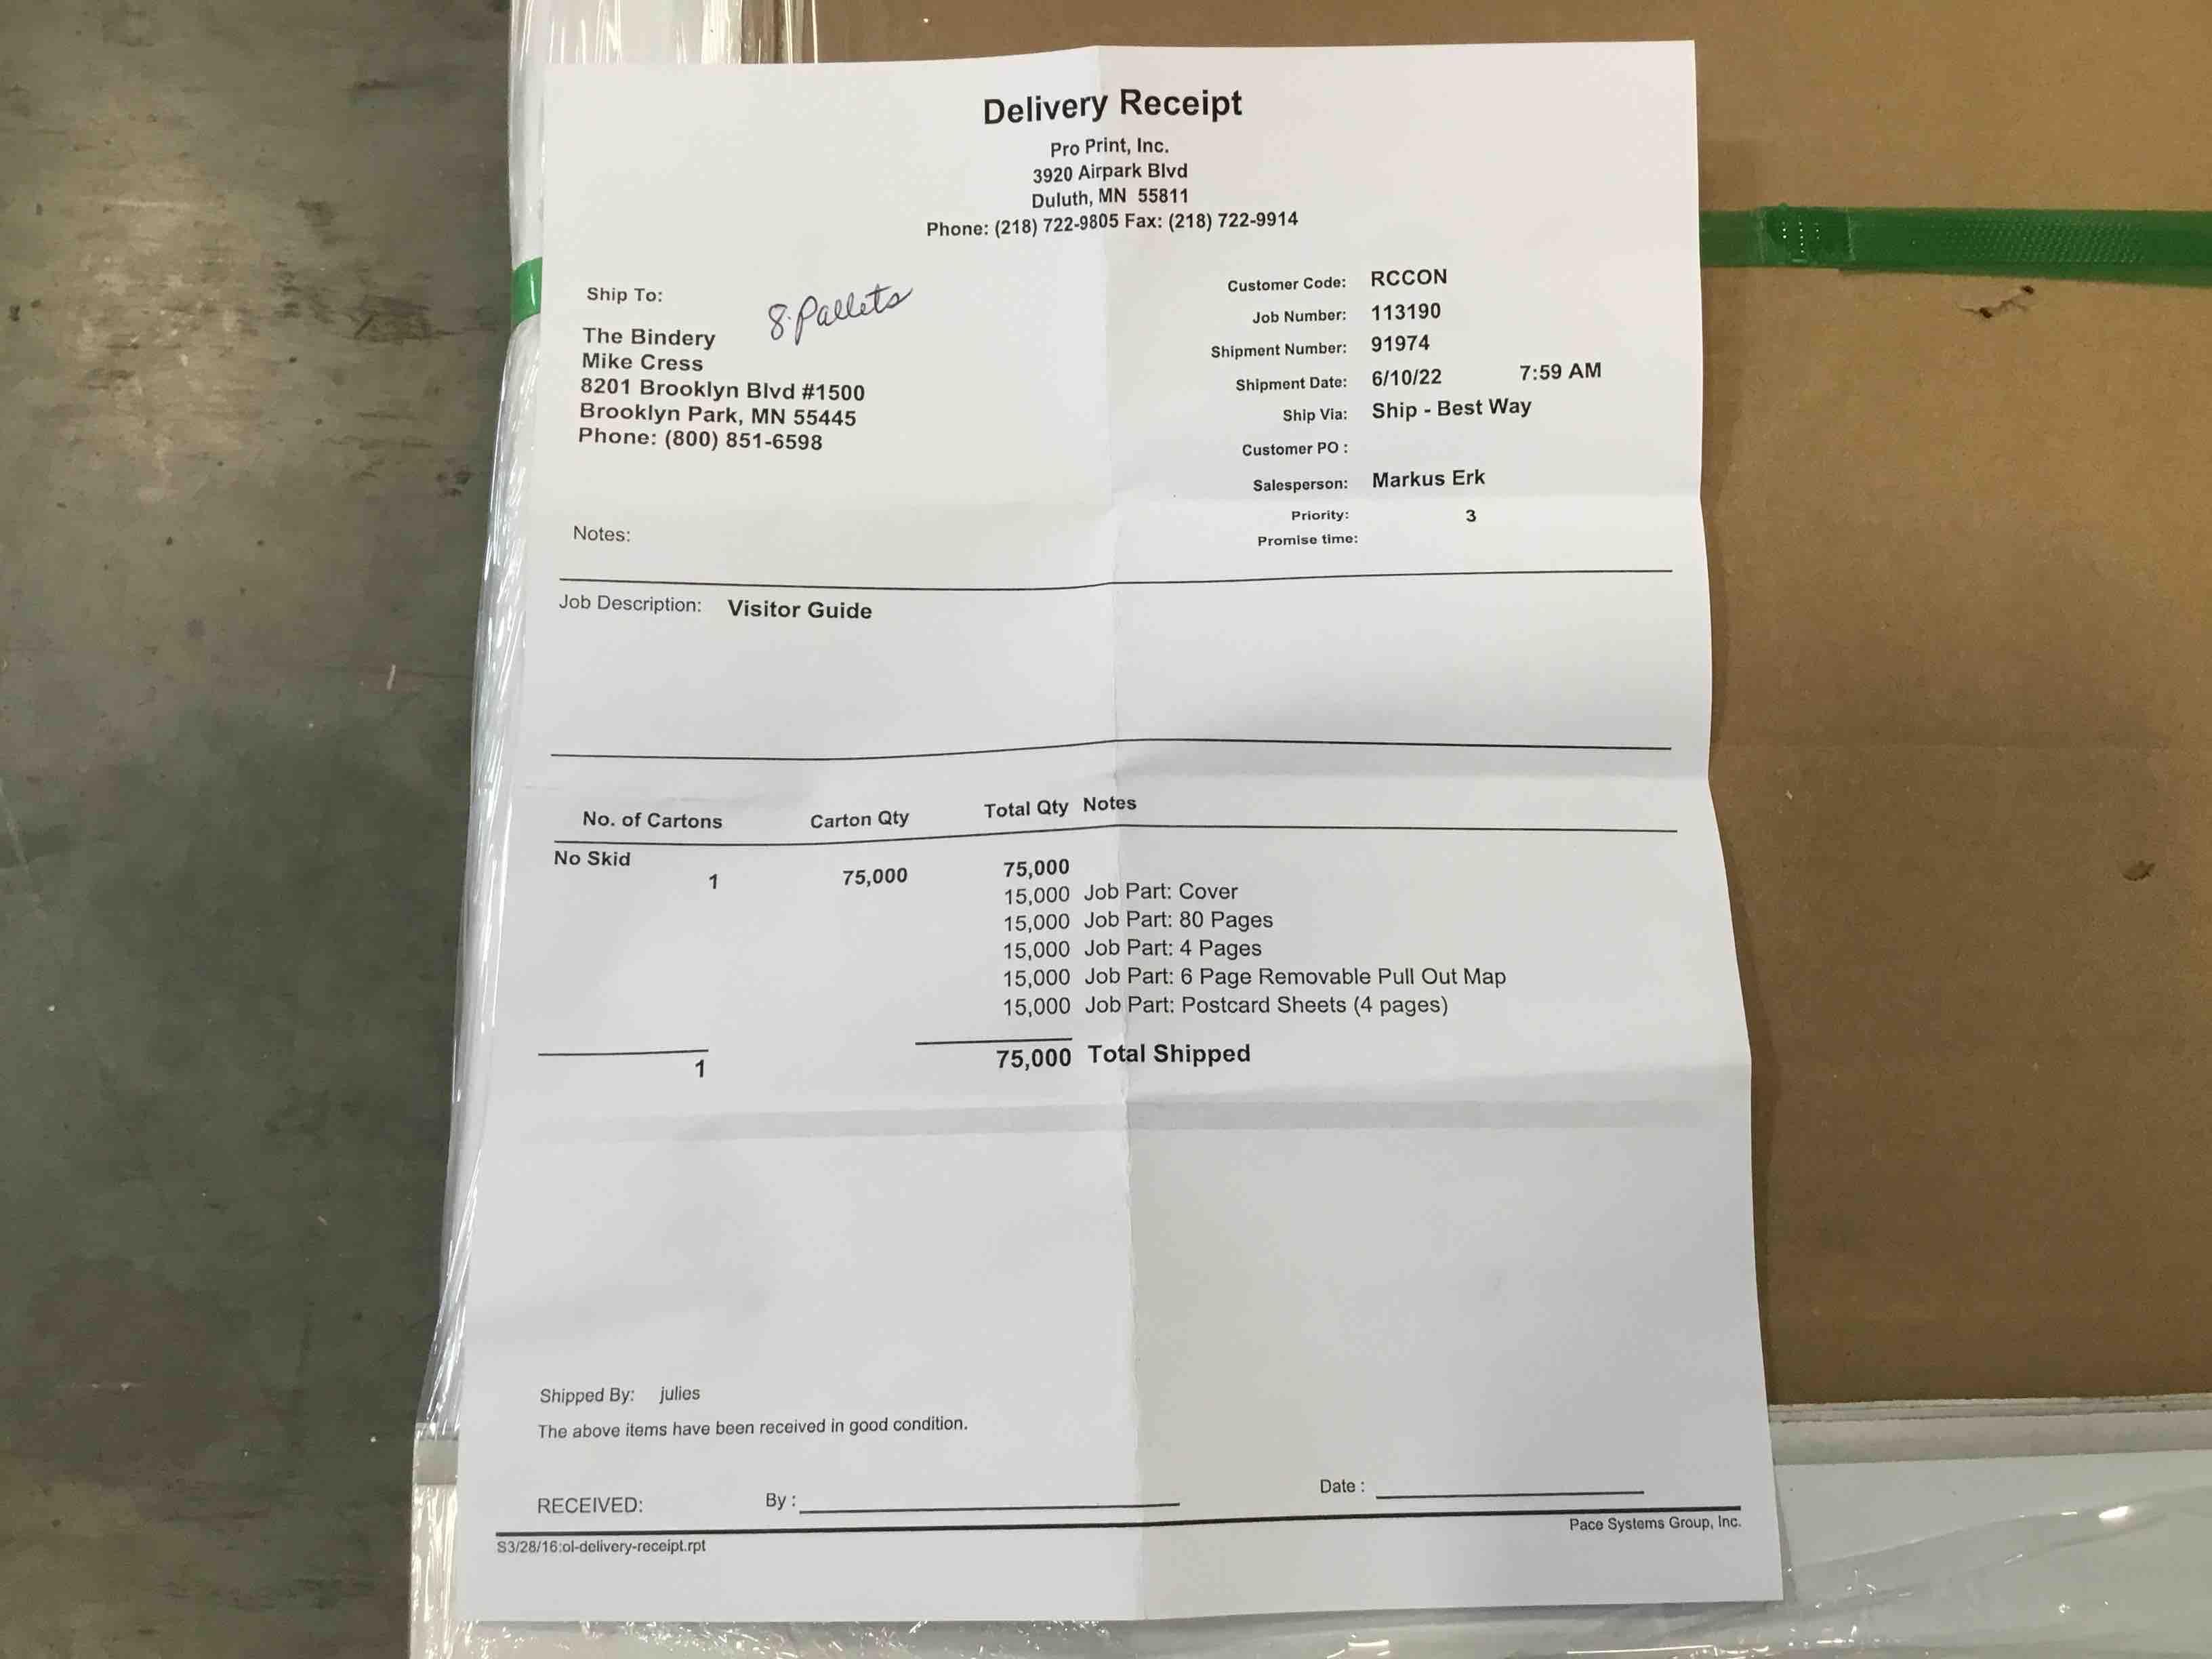 Delivery Receipt
Pro Print, Inc.
3920 Airpark Blvd
Duluth, MN 55811
Phone: (218) 722-9805 Fax: (218) 722-9914
Ship To:
8 Pallets
The Bindery
Mike Cress
8201 Brooklyn Blvd #1500
Brooklyn Park, MN 55445
Phone: (800) 851-6598
Customer Code: RCCON
Job Number: 113190
Shipment Number: 91974
Shipment Date: 6/10/22 7:59 AM
Ship Via: Ship - Best Way
Customer PO :
Salesperson: Markus Erk
Priority: 3
Promise time:
Notes:
Job Description: Visitor Guide
No. of Cartons Carton Qty Total Qty Notes
No Skid
1 75,000 75,000
15,000 Job Part: Cover
15,000 Job Part: 80 Pages
15,000 Job Part: 4 Pages
15,000 Job Part: 6 Page Removable Pull Out Map
15,000 Job Part: Postcard Sheets (4 pages)
1 75,000 Total Shipped
Shipped By: julies
The above items have been received in good condition.
RECEIVED: By : Date :
Pace Systems Group, Inc.
S3/28/16:ol-delivery-receipt.rpt